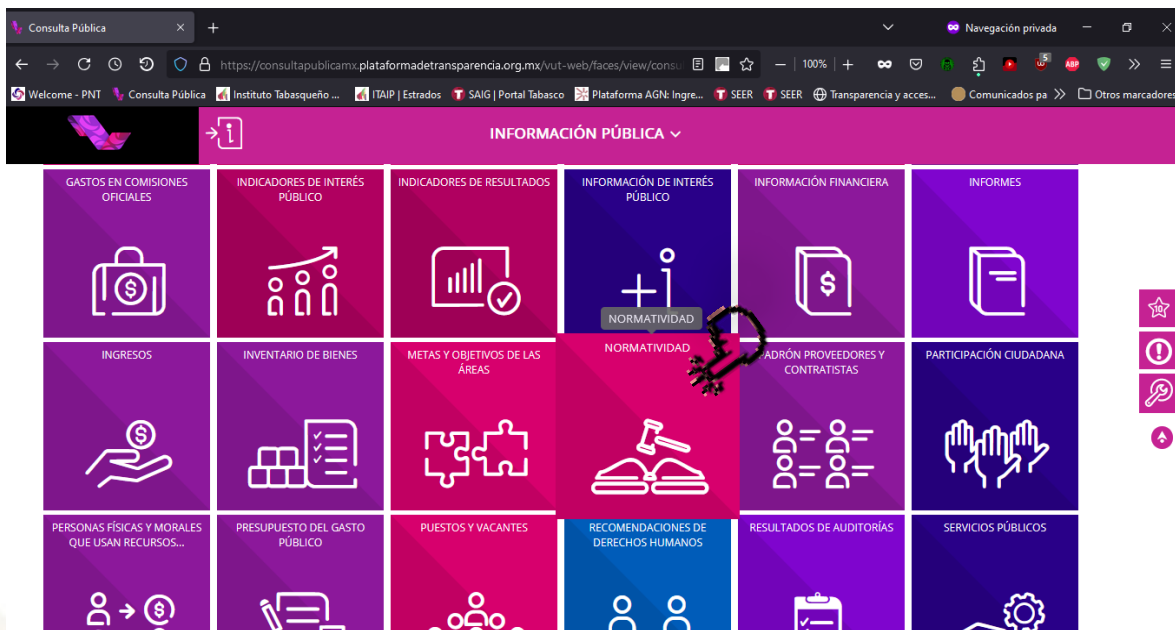 Consulta Pública
Navegación privada
https://consultapublicamx.plataformadetransparencia.org.mx/vut-web/faces/view/consu
100%
5
ABP
Welcome - PNT
Consulta Pública
Instituto Tabasqueño ...
ITAIP | Estrados
SAIG | Portal Tabasco
Plataforma AGN: Ingre...
SEER
SEER
Transparencia y acces...
Comunicados pa
Otros marcadores
INFORMACIÓN PÚBLICA
GASTOS EN COMISIONES
OFICIALES
INDICADORES DE INTERÉS
PÚBLICO
INDICADORES DE RESULTADOS
INFORMACIÓN DE INTERÉS
PÚBLICO
INFORMACIÓN FINANCIERA
INFORMES
NORMATIVIDAD
INGRESOS
INVENTARIO DE BIENES
METAS Y OBJETIVOS DE LAS
ÁREAS
NORMATIVIDAD
PADRÓN PROVEEDORES Y
CONTRATISTAS
PARTICIPACIÓN CIUDADANA
PERSONAS FÍSICAS Y MORALES
QUE USAN RECURSOS...
PRESUPUESTO DEL GASTO
PÚBLICO
PUESTOS Y VACANTES
RECOMENDACIONES DE
DERECHOS HUMANOS
RESULTADOS DE AUDITORÍAS
SERVICIOS PÚBLICOS
10